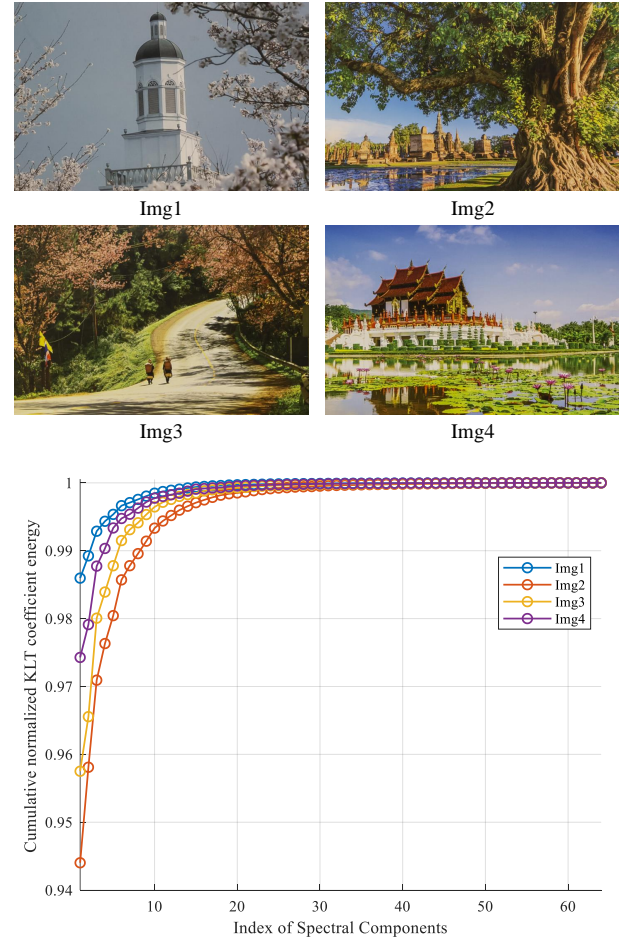 Img1
Img2
Img3
Img4
Cumulative normalized KLT coefficient energy
1
0.99
0.98
0.97
0.96
0.95
0.94
Img1
Img2
Img3
Img4
10
20
30
40
50
60
Index of Spectral Components